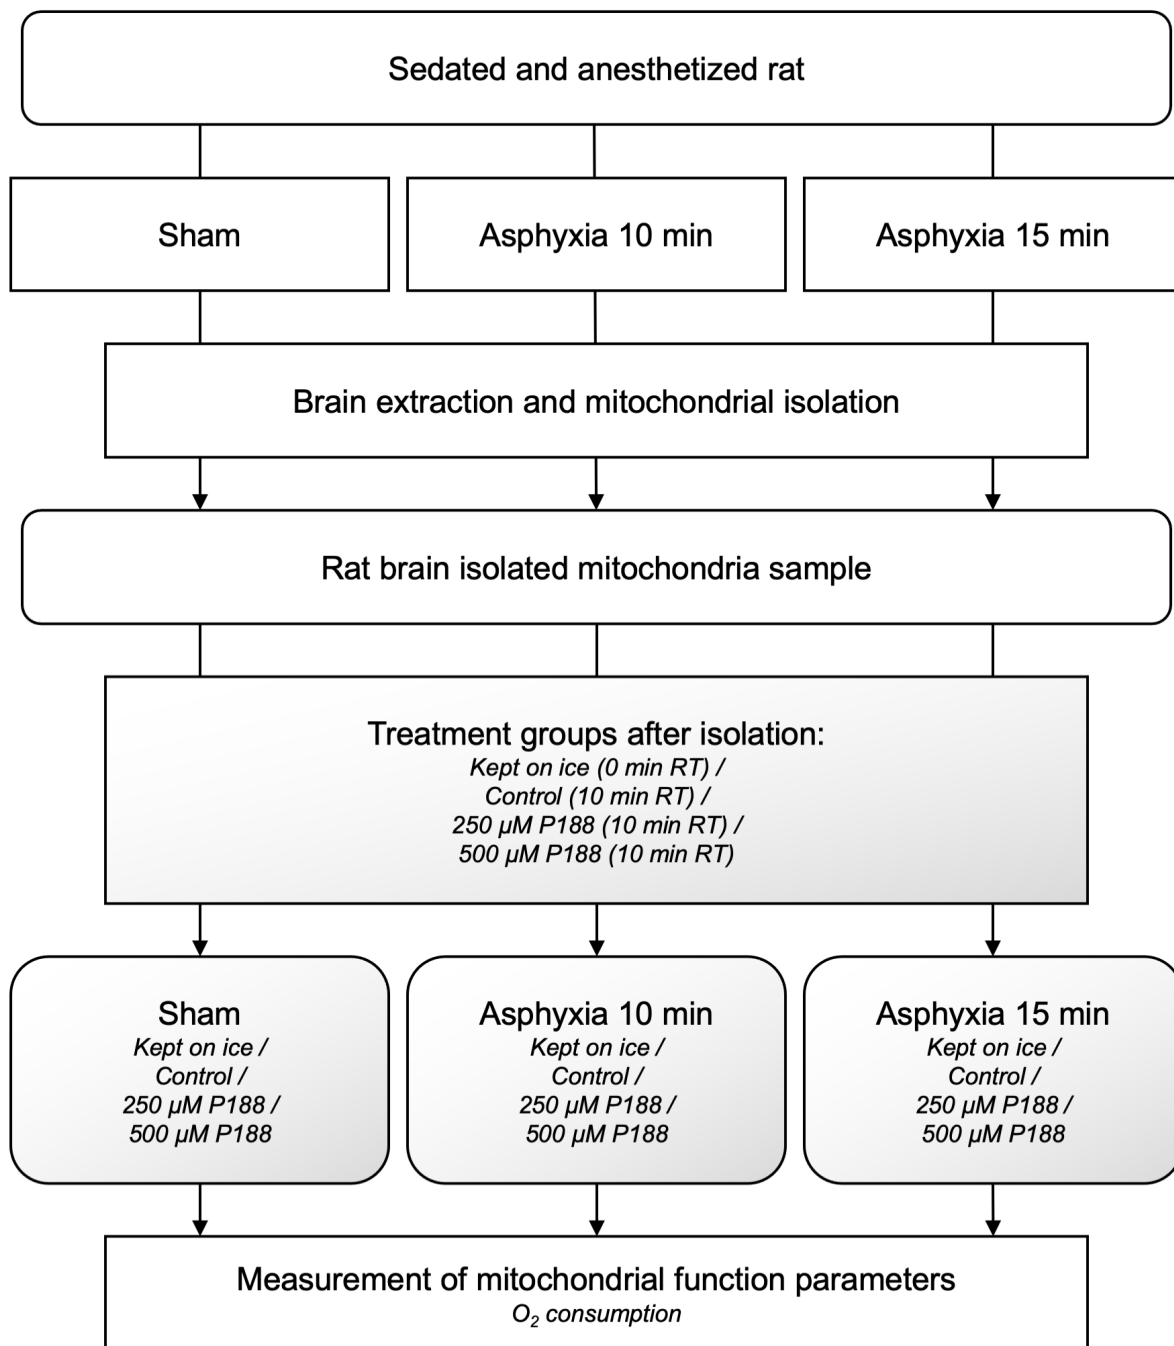 Sedated and anesthetized rat
Sham
Asphyxia 10 min
Asphyxia 15 min
Brain extraction and mitochondrial isolation
Rat brain isolated mitochondria sample
Treatment groups after isolation:
Kept on ice (0 min RT) /
Control (10 min RT) /
250 µM P188 (10 min RT) /
500 µM P188 (10 min RT)
Sham
Kept on ice /
Control /
250 µM P188 /
500 µM P188
Asphyxia 10 min
Kept on ice /
Control /
250 µM P188 /
500 µM P188
Asphyxia 15 min
Kept on ice /
Control /
250 µM P188 /
500 µM P188
Measurement of mitochondrial function parameters
O₂ consumption